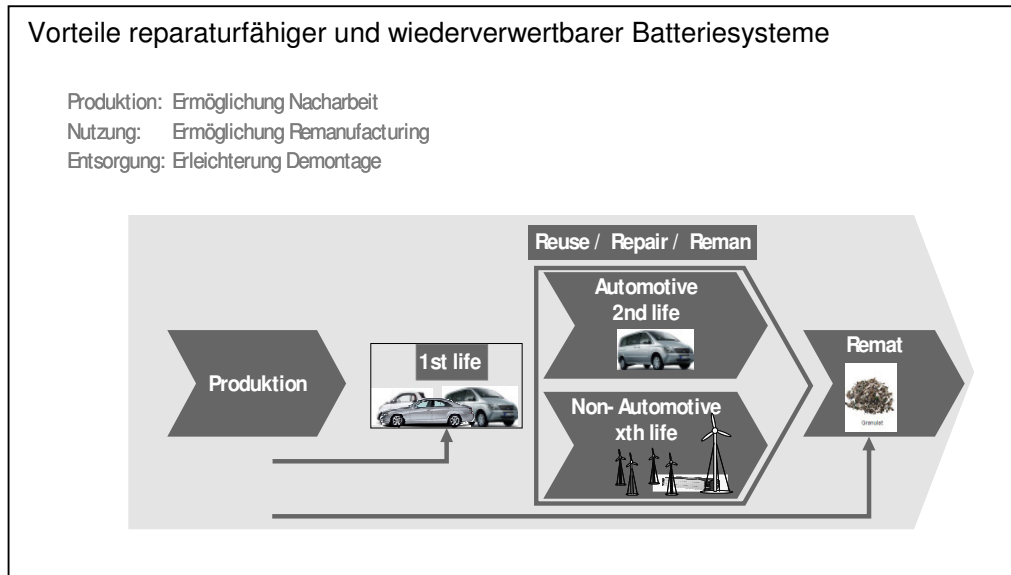 Vorteile reparaturfähiger und wiederverwertbarer Batteriesysteme
Produktion: Ermöglichung Nacharbeit
Nutzung: Ermöglichung Remanufacturing
Entsorgung: Erleichterung Demontage
Reuse / Repair / Reman
Automotive
2nd life
1st life
Remat
Produktion
Non- Automotive
xth life
Granulat